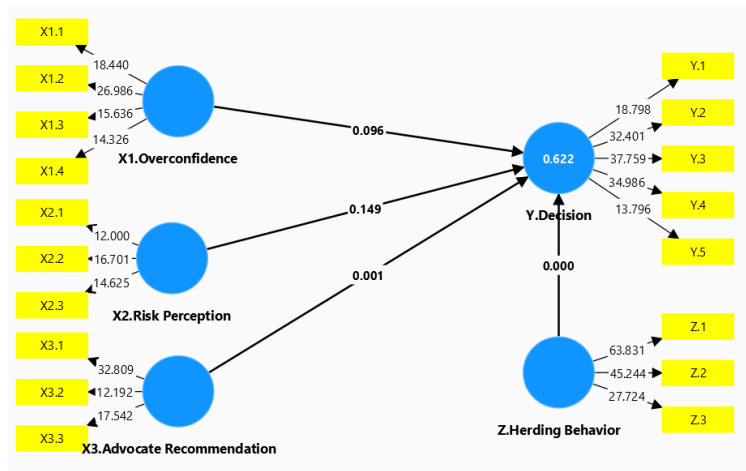 X1.1
18.440
X1.2
26.986
X1.3
15.636
X1.4
14.326
X1.Overconfidence
0.096
X2.1
12.000
X2.2
16.701
X2.3
14.625
X2.Risk Perception
0.149
X3.1
32.809
X3.2
12.192
X3.3
17.542
X3.Advocate Recommendation
0.001
0.622
Y.Decision
Y.1
18.798
Y.2
32.401
Y.3
37.759
Y.4
34.986
Y.5
13.796
0.000
Z.Herding Behavior
Z.1
63.831
Z.2
45.244
Z.3
27.724